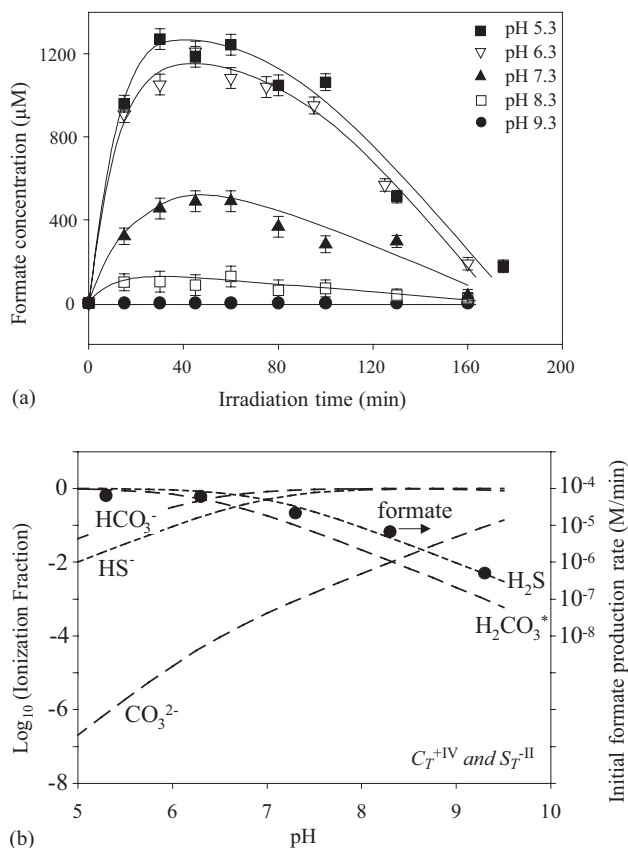 1200
800
400
0
Formate concentration (µM)
pH 5.3
pH 6.3
pH 7.3
pH 8.3
pH 9.3
0 40 80 120 160 200
(a) Irradiation time (min)
0
-2
-4
-6
-8
Log₁₀ (Ionization Fraction)
HCO₃⁻
HS⁻
CO₃²⁻
formate
H₂S
H₂CO₃*
10⁻⁴
10⁻⁵
10⁻⁶
10⁻⁷
10⁻⁸
Initial formate production rate (M/min)
C_T⁺ᴵⱽ and S_T⁻ᴵᴵ
5 6 7 8 9 10
(b) pH